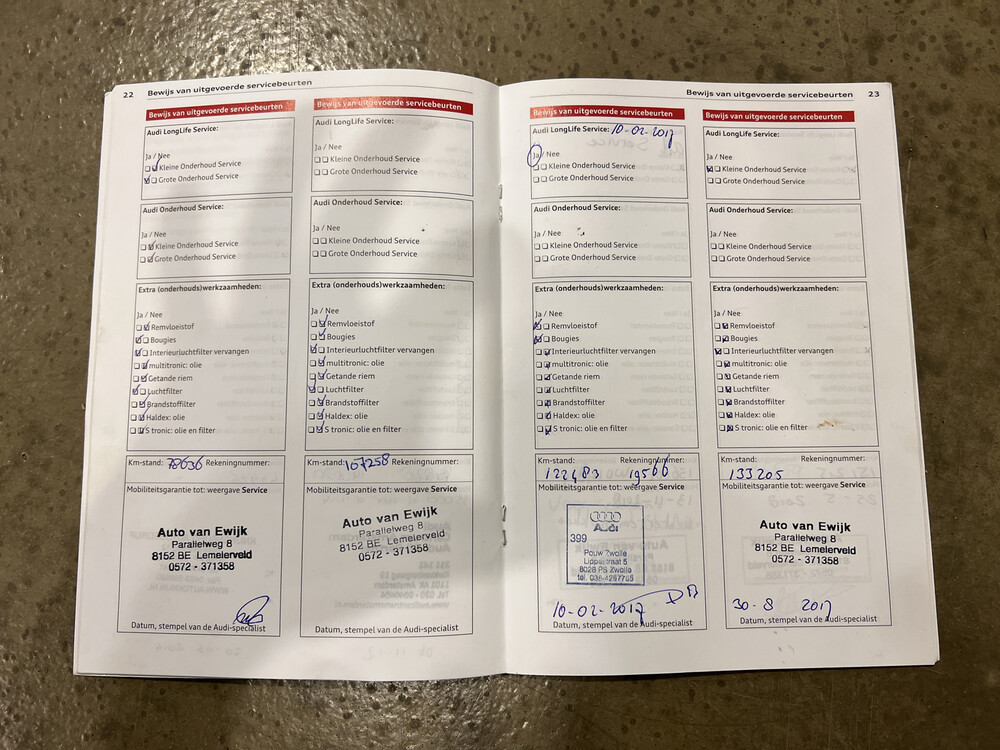 22 Bewijs van uitgevoerde servicebeurten
Bewijs van uitgevoerde servicebeurten
Audi LongLife Service:
Ja / Nee
Kleine Onderhoud Service
Grote Onderhoud Service
Audi Onderhoud Service:
Ja / Nee
Kleine Onderhoud Service
Grote Onderhoud Service
Extra (onderhouds)werkzaamheden:
Ja / Nee
Remvloeistof
Bougies
Interieurluchtfilter vervangen
multitronic: olie
Getande riem
Luchtfilter
Brandstoffilter
Haldex: olie
S tronic: olie en filter
Km-stand: 78636 Rekeningnummer:
Mobiliteitsgarantie tot: weergave Service
Auto van Ewijk
Parallelweg 8
8152 BE Lemelerveld
0572 - 371358
Datum, stempel van de Audi-specialist
Bewijs van uitgevoerde servicebeurten
Audi LongLife Service:
Ja / Nee
Kleine Onderhoud Service
Grote Onderhoud Service
Audi Onderhoud Service:
Ja / Nee
Kleine Onderhoud Service
Grote Onderhoud Service
Extra (onderhouds)werkzaamheden:
Ja / Nee
Remvloeistof
Bougies
Interieurluchtfilter vervangen
multitronic: olie
Getande riem
Luchtfilter
Brandstoffilter
Haldex: olie
S tronic: olie en filter
Km-stand: 107258 Rekeningnummer:
Mobiliteitsgarantie tot: weergave Service
Auto van Ewijk
Parallelweg 8
8152 BE Lemelerveld
0572 - 371358
Datum, stempel van de Audi-specialist
Bewijs van uitgevoerde servicebeurten 23
Bewijs van uitgevoerde servicebeurten
Audi LongLife Service: 10-02-2017
Ja / Nee
Kleine Onderhoud Service
Grote Onderhoud Service
Audi Onderhoud Service:
Ja / Nee
Kleine Onderhoud Service
Grote Onderhoud Service
Extra (onderhouds)werkzaamheden:
Ja / Nee
Remvloeistof
Bougies
Interieurluchtfilter vervangen
multitronic: olie
Getande riem
Luchtfilter
Brandstoffilter
Haldex: olie
S tronic: olie en filter
Km-stand: Rekeningnummer:
122483 19566
Mobiliteitsgarantie tot: weergave Service
Audi
399
Pouw Zwolle
Lippestraat 5
8028 PS Zwolle
10-02-2017
Datum, stempel van de Audi-specialist
Bewijs van uitgevoerde servicebeurten
Audi LongLife Service:
Ja / Nee
Kleine Onderhoud Service
Grote Onderhoud Service
Audi Onderhoud Service:
Ja / Nee
Kleine Onderhoud Service
Grote Onderhoud Service
Extra (onderhouds)werkzaamheden:
Ja / Nee
Remvloeistof
Bougies
Interieurluchtfilter vervangen
multitronic: olie
Getande riem
Luchtfilter
Brandstoffilter
Haldex: olie
S tronic: olie en filter
Km-stand: Rekeningnummer:
133205
Mobiliteitsgarantie tot: weergave Service
Auto van Ewijk
Parallelweg 8
8152 BE Lemelerveld
0572 - 371358
30-8 2017
Datum, stempel van de Audi-specialist